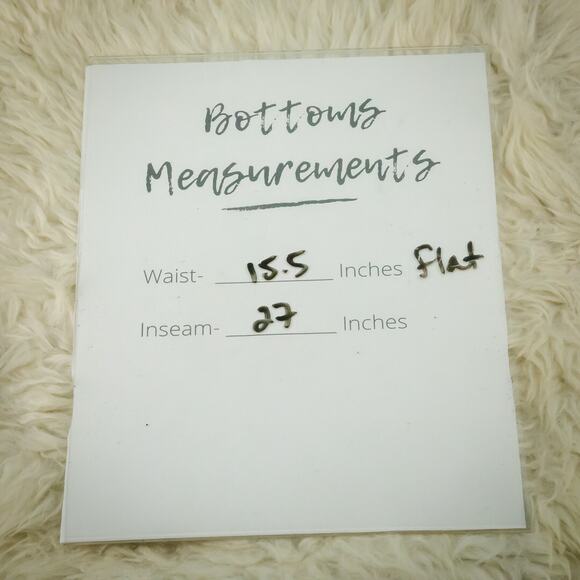 Bottoms
Measurements
Waist- 15.5 Inches flat
Inseam- 27 Inches